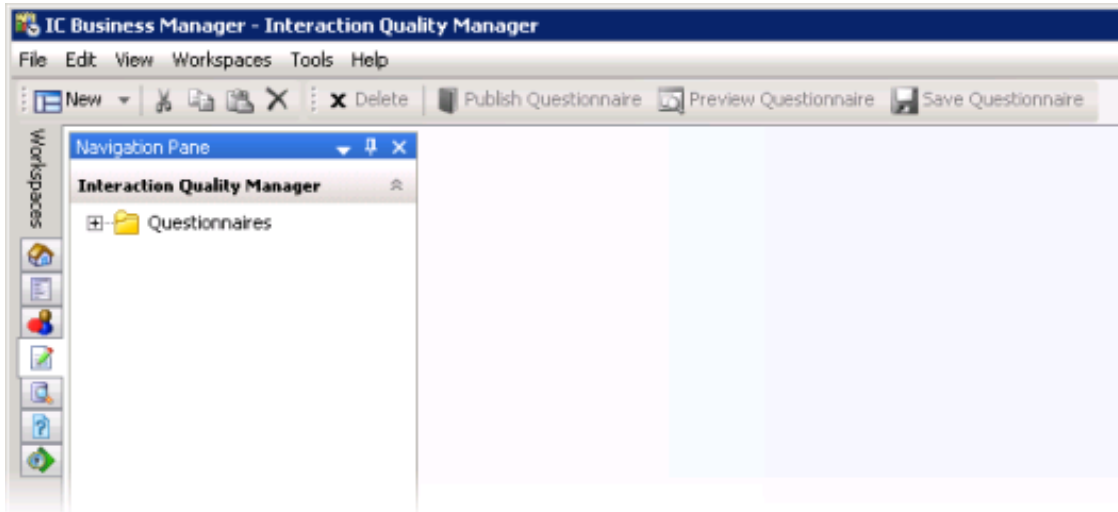 IC Business Manager - Interaction Quality Manager
File Edit View Workspaces Tools Help
New Delete Publish Questionnaire Preview Questionnaire Save Questionnaire
Workspaces
Navigation Pane
Interaction Quality Manager
Questionnaires